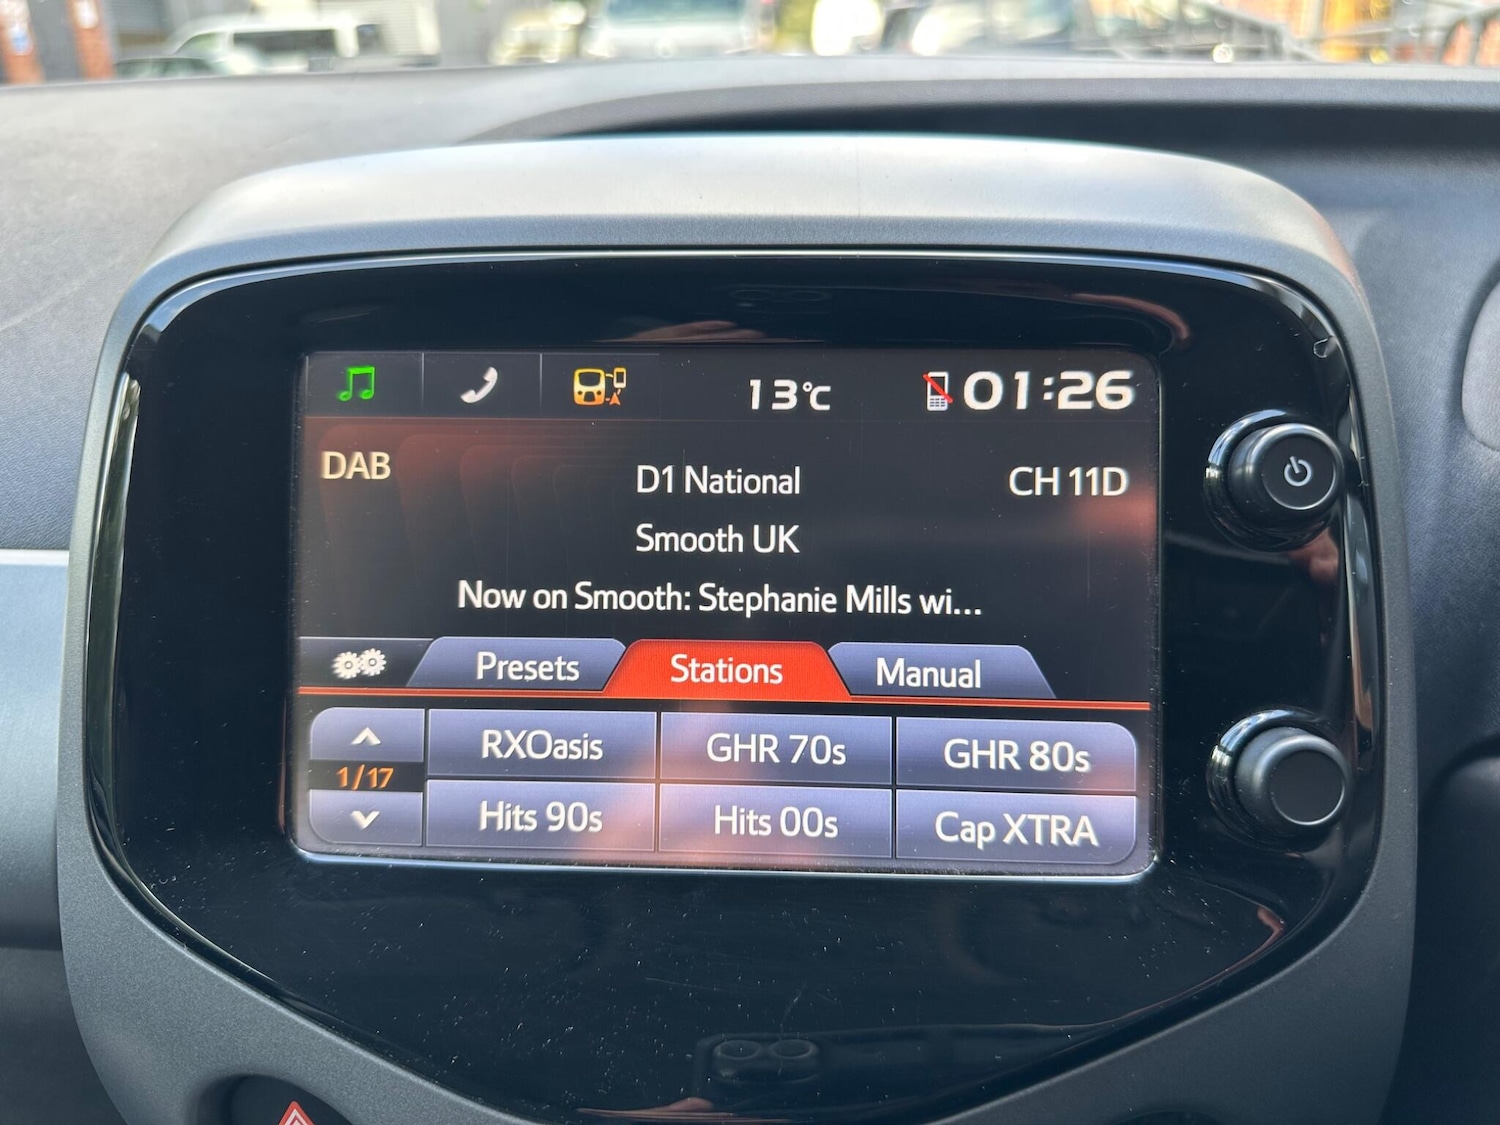 13°C 01:26
DAB D1 National CH 11D
Smooth UK
Now on Smooth: Stephanie Mills wi...
Presets Stations Manual
RXOasis GHR 70s GHR 80s
1/17
Hits 90s Hits 00s Cap XTRA